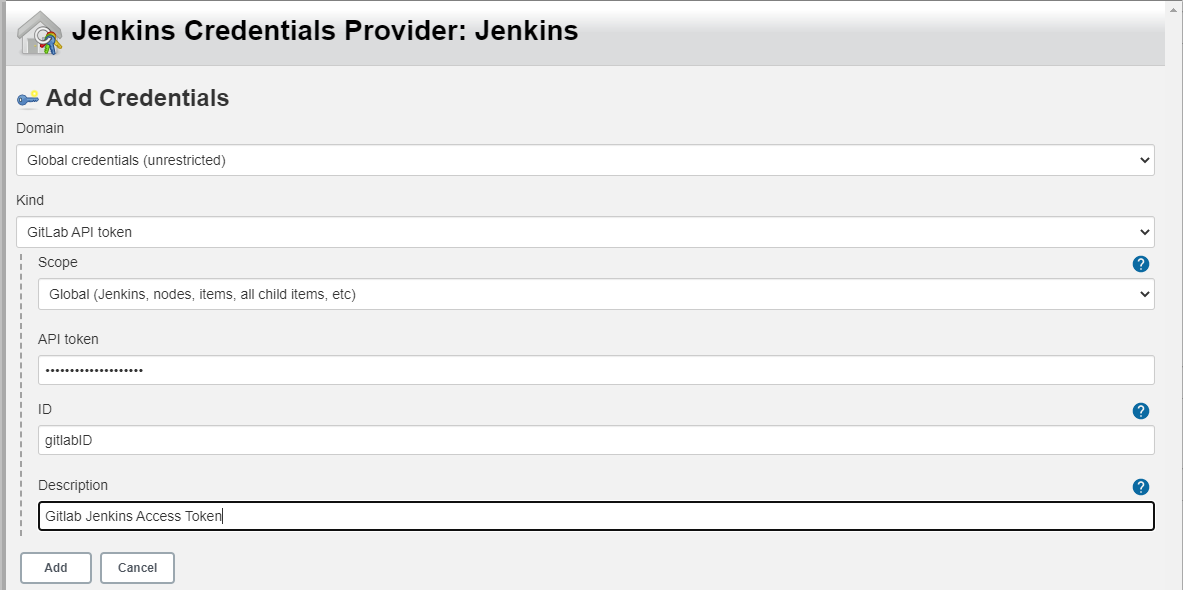 Jenkins Credentials Provider: Jenkins
Add Credentials
Domain
Global credentials (unrestricted)
Kind
GitLab API token
Scope
?
Global (Jenkins, nodes, items, all child items, etc)
API token
••••••••••••••••••••
ID
?
gitlabID
Description
?
Gitlab Jenkins Access Token
Add Cancel